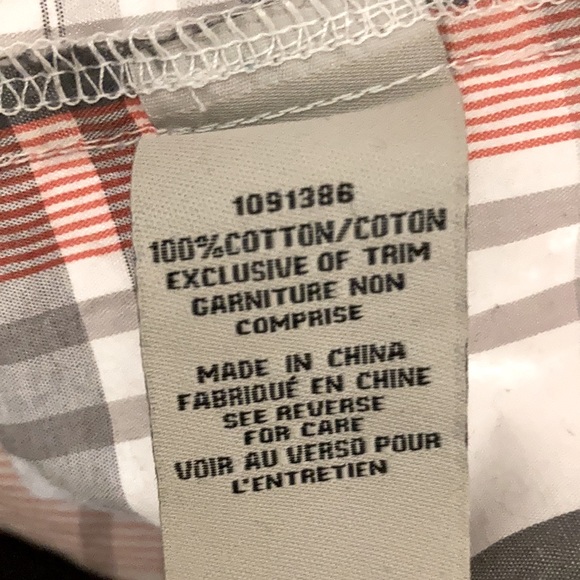 1091386
100%COTTON/COTON
EXCLUSIVE OF TRIM
GARNITURE NON
COMPRISE
MADE IN CHINA
FABRIQUÉ EN CHINE
SEE REVERSE
FOR CARE
VOIR AU VERSO POUR
L'ENTRETIEN